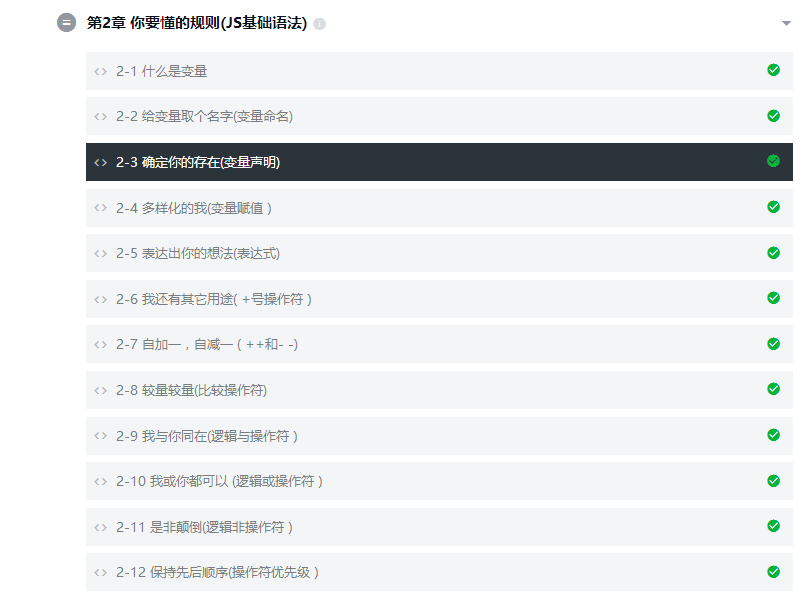 第2章 你要懂的规则(JS基础语法)
2-1 什么是变量
2-2 给变量取个名字(变量命名)
2-3 确定你的存在(变量声明)
2-4 多样化的我(变量赋值 )
2-5 表达出你的想法(表达式)
2-6 我还有其它用途( +号操作符 )
2-7 自加一，自减一 ( ++和- -)
2-8 较量较量(比较操作符)
2-9 我与你同在(逻辑与操作符 )
2-10 我或你都可以 (逻辑或操作符 )
2-11 是非颠倒(逻辑非操作符 )
2-12 保持先后顺序(操作符优先级 )